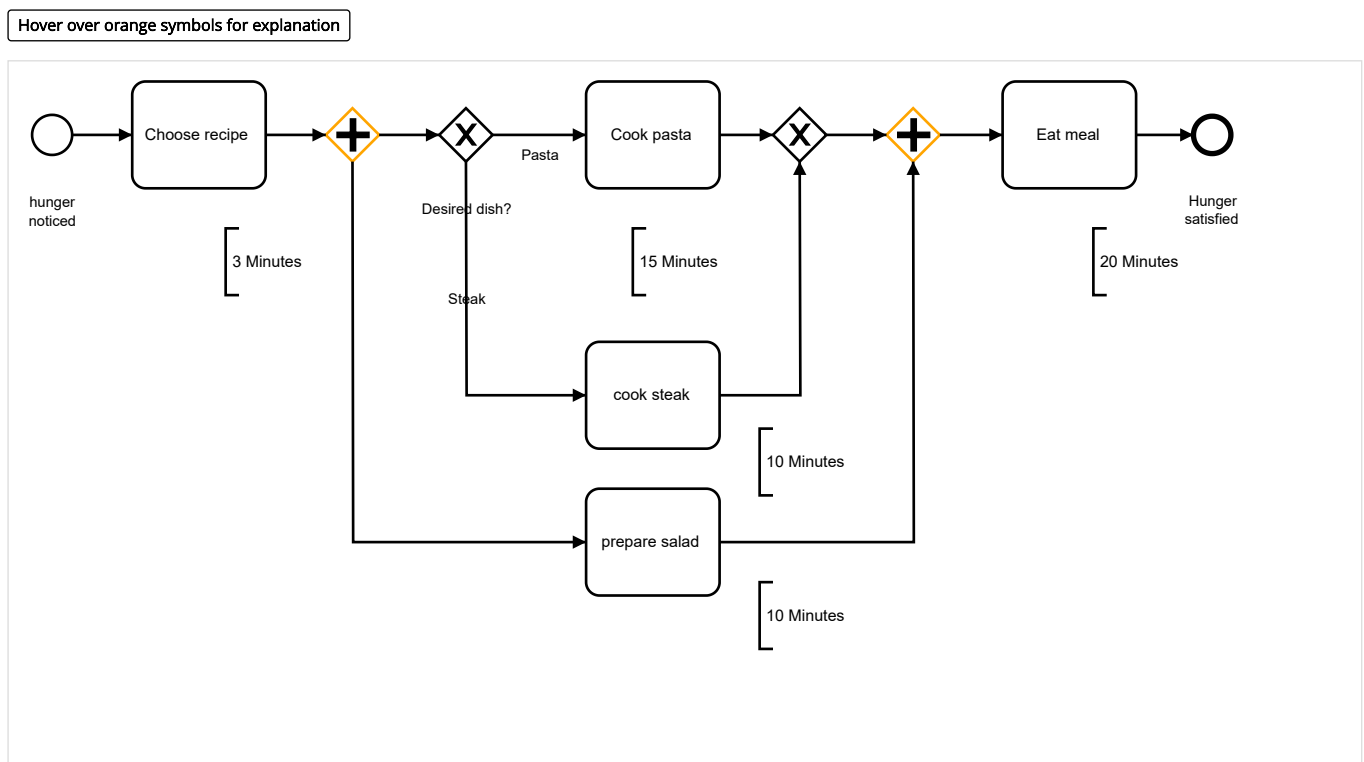 Hover over orange symbols for explanation
Choose recipe
X
Cook pasta
X
Eat meal
Pasta
hunger
noticed
Desired dish?
Hunger
satisfied
3 Minutes
15 Minutes
20 Minutes
Steak
cook steak
10 Minutes
prepare salad
10 Minutes